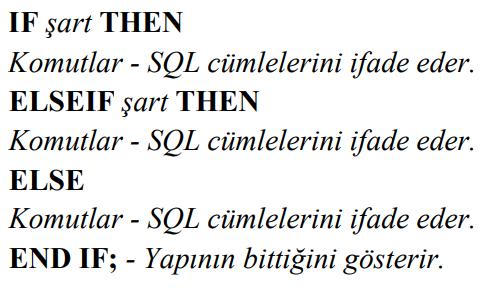 IF şart THEN
Komutlar - SQL cümlelerini ifade eder.
ELSEIF şart THEN
Komutlar - SQL cümlelerini ifade eder.
ELSE
Komutlar - SQL cümlelerini ifade eder.
END IF; - Yapının bittiğini gösterir.